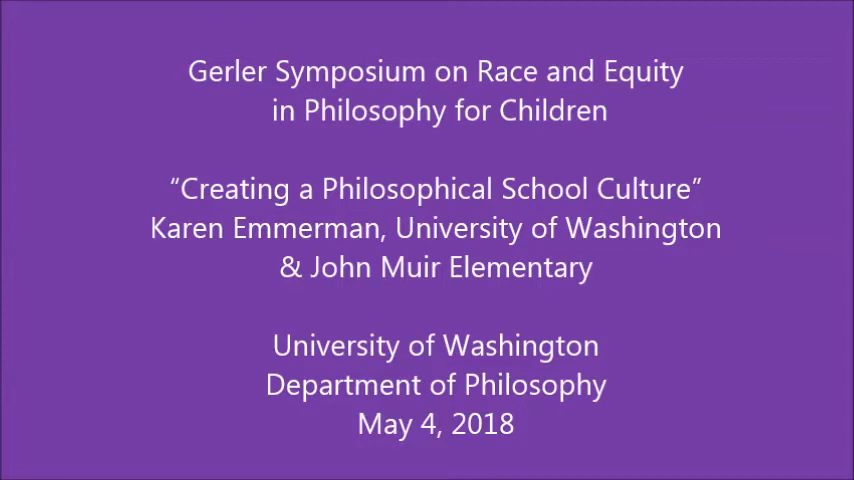 Gerler Symposium on Race and Equity
in Philosophy for Children
“Creating a Philosophical School Culture”
Karen Emmerman, University of Washington
& John Muir Elementary
University of Washington
Department of Philosophy
May 4, 2018